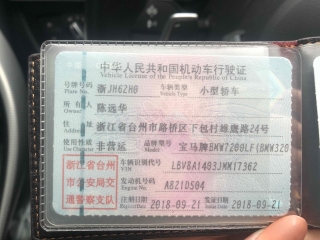 中华人民共和国机动车行驶证
Vehicle License of the People's Republic of China
号牌号码 浙JH62H0 车辆类型 小型轿车
Plate No. Vehicle Type
所有人 陈远华
Owner
住址 浙江省台州市路桥区下包村雄鹿路24号
Address
使用性质 非营运 品牌型号 宝马牌BMW7200LF(BMW320
Use Character Model
浙江省台州市公安局交通警察支队
车辆识别代号 LBV8A1403JMM17362
VIN
发动机号码 A821D504
Engine No.
注册日期 2018-09-21 发证日期 2018-09-21
Register Date Issue Date